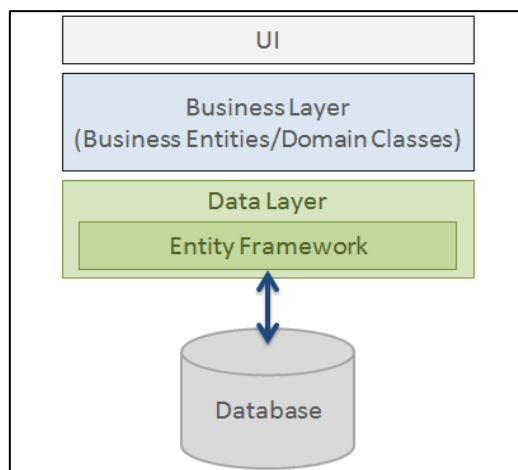 UI
Business Layer
(Business Entities/Domain Classes)
Data Layer
Entity Framework
Database